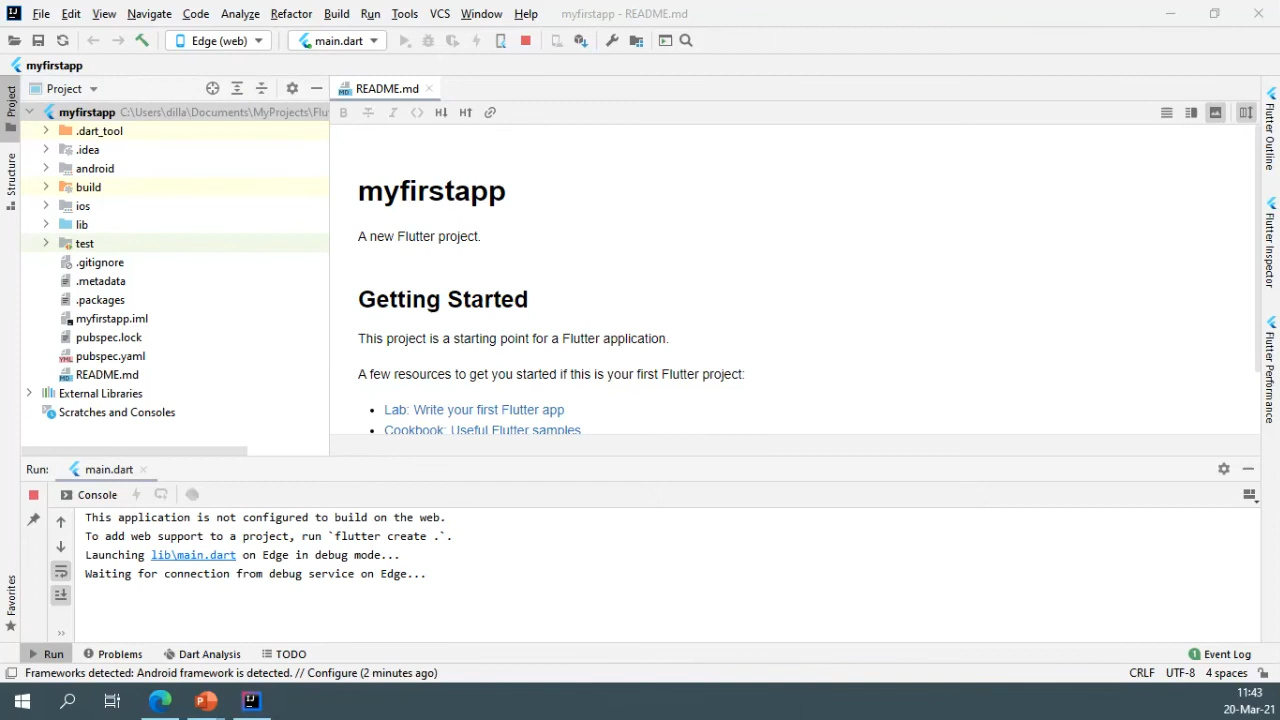 File Edit View Navigate Code Analyze Refactor Build Run Tools VCS Window Help myfirstapp - README.md
Edge (web) main.dart
myfirstapp
Project
README.md
myfirstapp C:\Users\dilla\Documents\MyProjects\Flu
.dart_tool
.idea
android
build
ios
lib
test
.gitignore
.metadata
.packages
myfirstapp.iml
pubspec.lock
pubspec.yaml
README.md
External Libraries
Scratches and Consoles
myfirstapp
A new Flutter project.
Getting Started
This project is a starting point for a Flutter application.
A few resources to get you started if this is your first Flutter project:
• Lab: Write your first Flutter app
• Cookbook: Useful Flutter samples
Project
Structure
Favorites
Flutter Outline
Flutter Inspector
Flutter Performance
Run: main.dart
Console
This application is not configured to build on the web.
To add web support to a project, run `flutter create .`.
Launching lib\main.dart on Edge in debug mode...
Waiting for connection from debug service on Edge...
Run Problems Dart Analysis TODO Event Log
Frameworks detected: Android framework is detected. // Configure (2 minutes ago) CRLF UTF-8 4 spaces
11:43
20-Mar-21